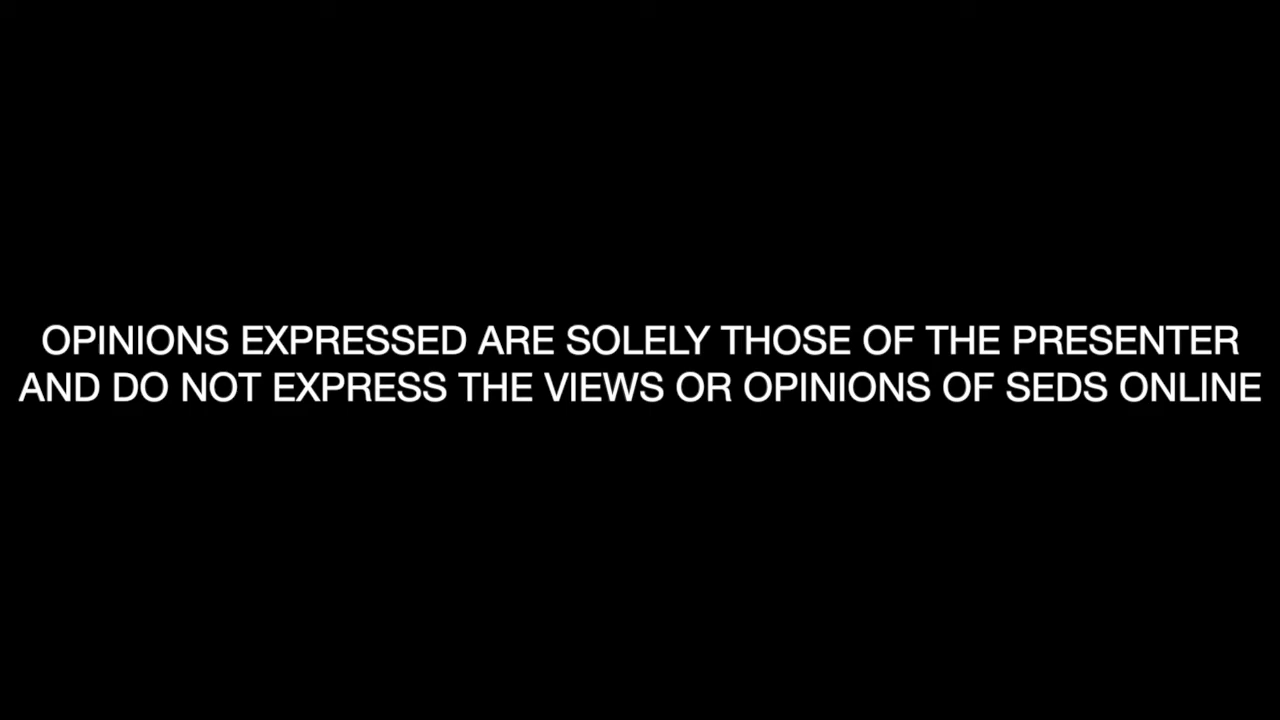 OPINIONS EXPRESSED ARE SOLELY THOSE OF THE PRESENTER
AND DO NOT EXPRESS THE VIEWS OR OPINIONS OF SEDS ONLINE